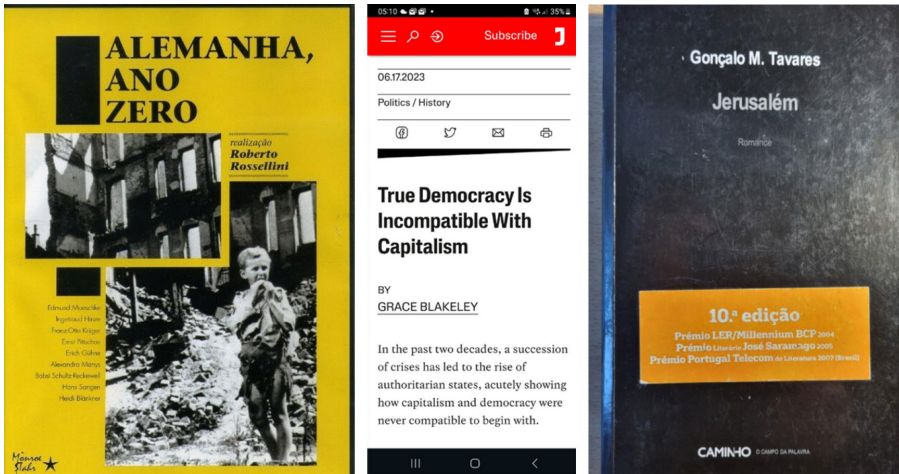 ALEMANHA,
ANO
ZERO
realização
Roberto
Rossellini
Edmund Moeschke
Ingetraud Hinze
Franz-Otto Krüger
Ernst Pittschau
Erich Gühne
Alexandra Manys
Babsi Schultz-Reckewell
Hans Sangen
Heidi Blänkner
Monroe
Stahr
05:10
35%
Subscribe
06.17.2023
Politics / History
True Democracy Is
Incompatible With
Capitalism
BY
GRACE BLAKELEY
In the past two decades, a succession
of crises has led to the rise of
authoritarian states, acutely showing
how capitalism and democracy were
never compatible to begin with.
Gonçalo M. Tavares
Jerusalém
Romance
10.ª edição
Prémio LER/Millennium BCP 2004
Prémio Literário José Saramago 2005
Prémio Portugal Telecom de Literatura 2007 (Brasil)
CAMINHO O CAMPO DA PALAVRA